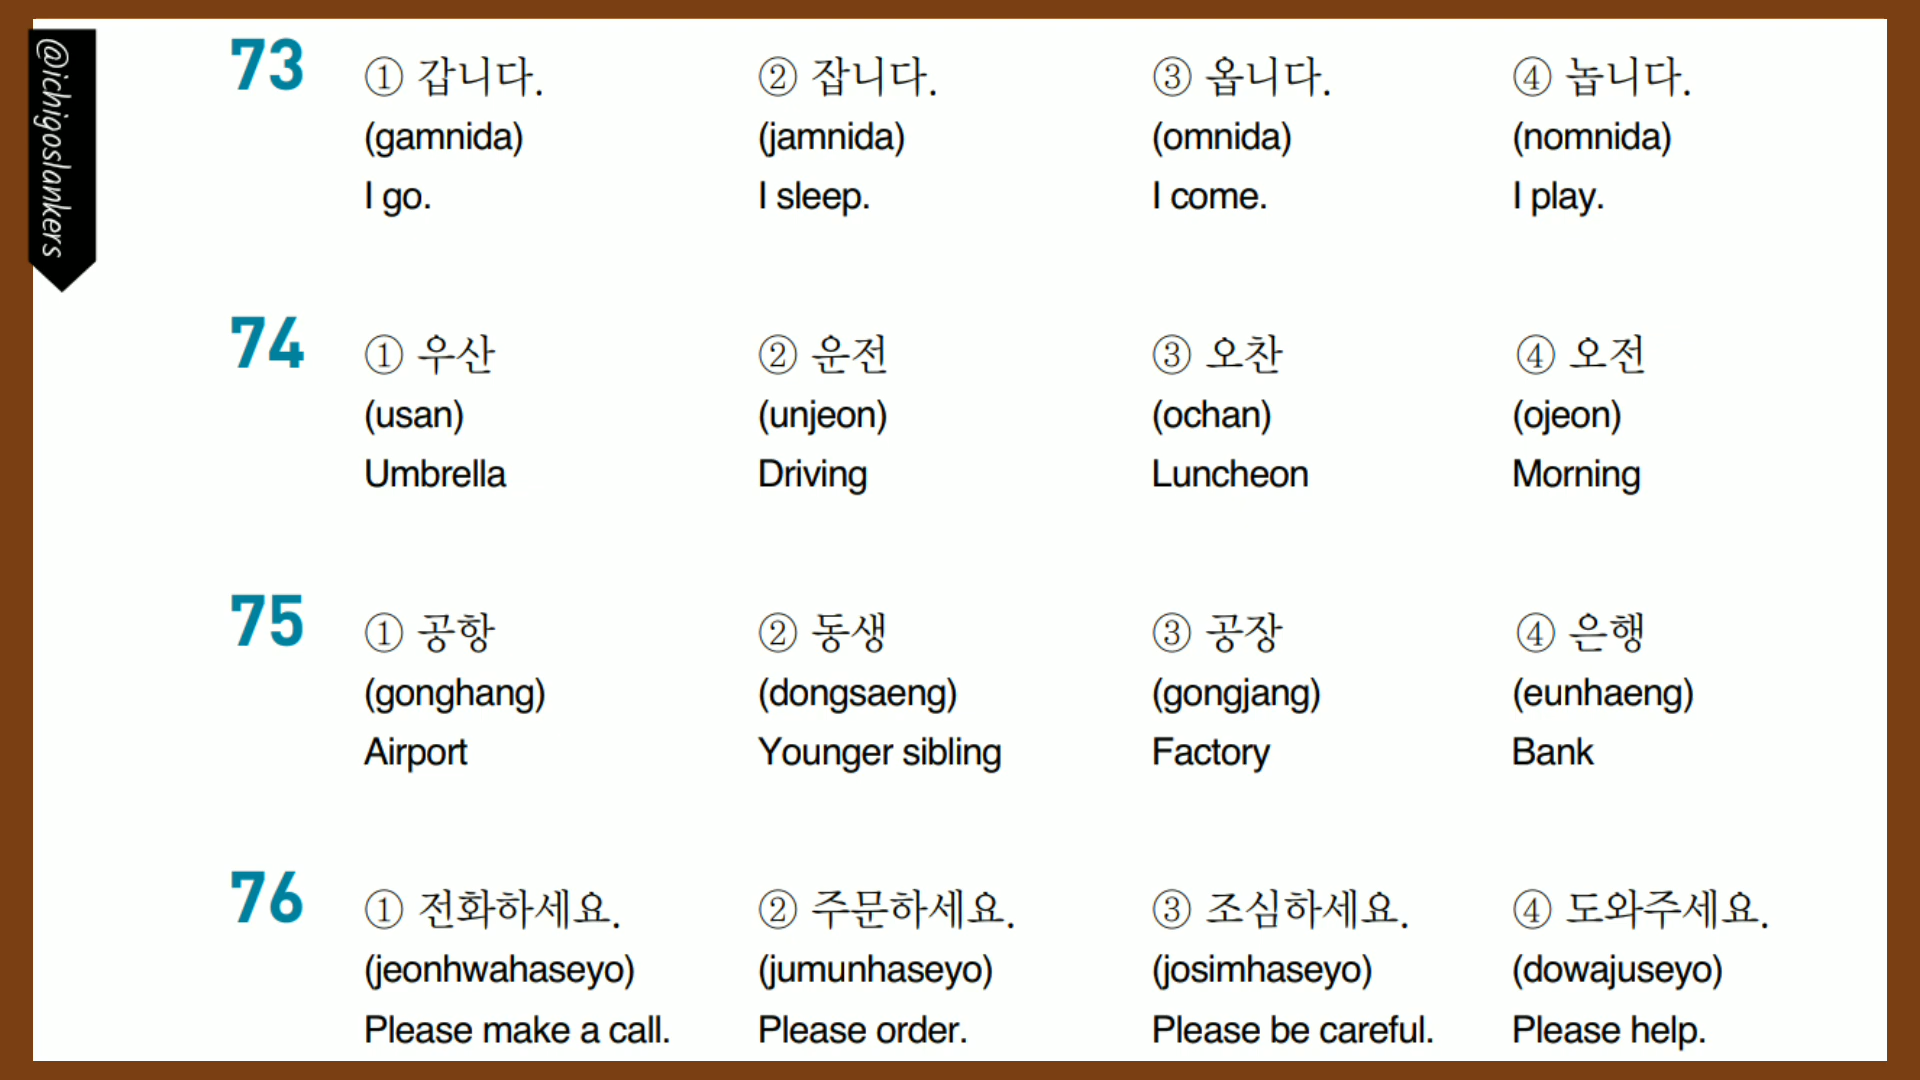 @ichigoslankers
73 ① 갑니다. ② 잡니다. ③ 옵니다. ④ 놉니다.
(gamnida) (jamnida) (omnida) (nomnida)
I go. I sleep. I come. I play.
74 ① 우산 ② 운전 ③ 오찬 ④ 오전
(usan) (unjeon) (ochan) (ojeon)
Umbrella Driving Luncheon Morning
75 ① 공항 ② 동생 ③ 공장 ④ 은행
(gonghang) (dongsaeng) (gongjang) (eunhaeng)
Airport Younger sibling Factory Bank
76 ① 전화하세요. ② 주문하세요. ③ 조심하세요. ④ 도와주세요.
(jeonhwahaseyo) (jumunhaseyo) (josimhaseyo) (dowajuseyo)
Please make a call. Please order. Please be careful. Please help.